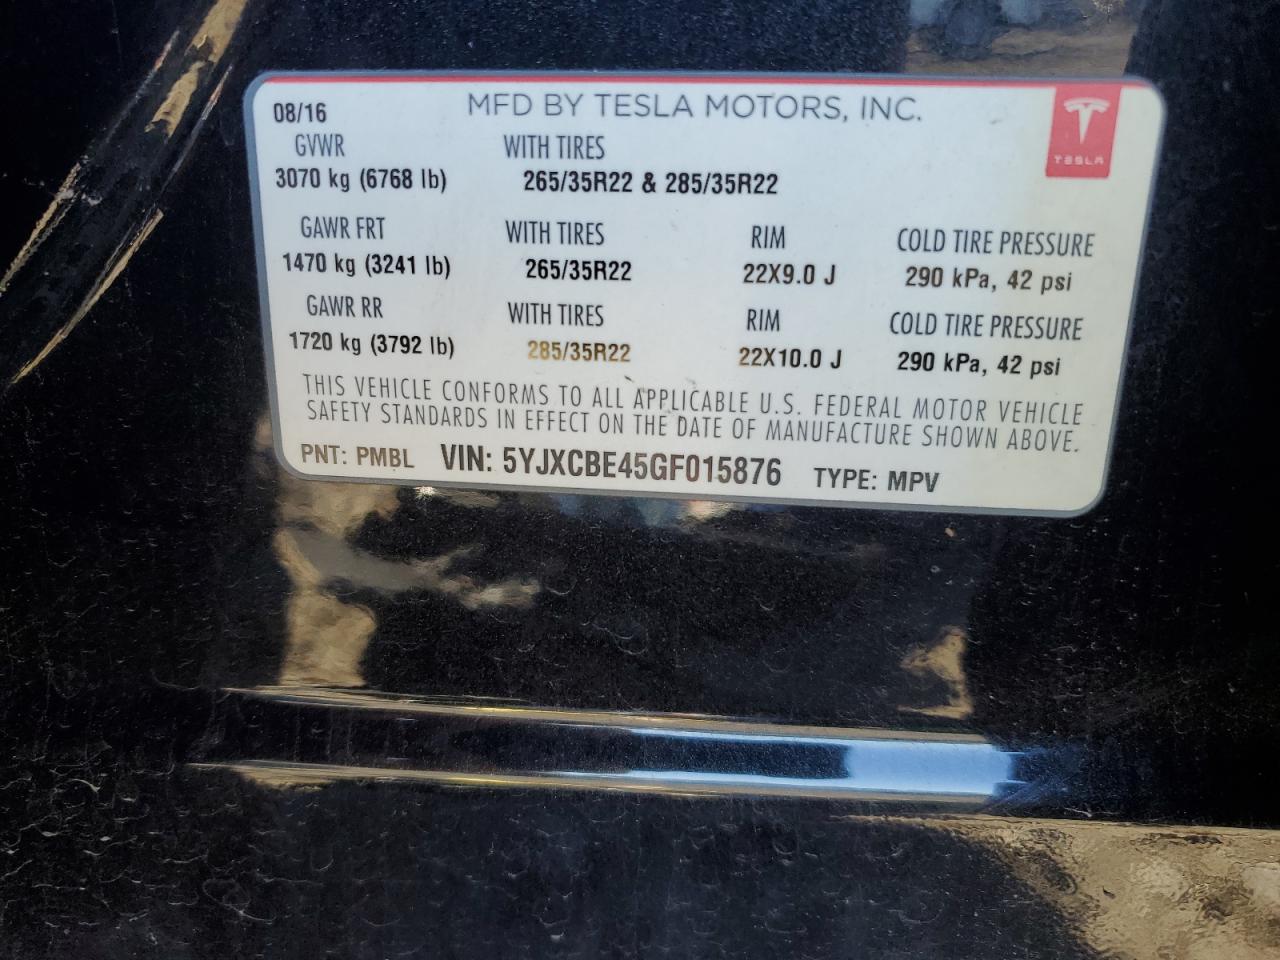 08/16 MFD BY TESLA MOTORS, INC.
TESLA
GVWR WITH TIRES
3070 kg (6768 lb) 265/35R22 & 285/35R22
GAWR FRT WITH TIRES RIM COLD TIRE PRESSURE
1470 kg (3241 lb) 265/35R22 22X9.0 J 290 kPa, 42 psi
GAWR RR WITH TIRES RIM COLD TIRE PRESSURE
1720 kg (3792 lb) 285/35R22 22X10.0 J 290 kPa, 42 psi
THIS VEHICLE CONFORMS TO ALL APPLICABLE U.S. FEDERAL MOTOR VEHICLE
SAFETY STANDARDS IN EFFECT ON THE DATE OF MANUFACTURE SHOWN ABOVE.
PNT: PMBL VIN: 5YJXCBE45GF015876 TYPE: MPV